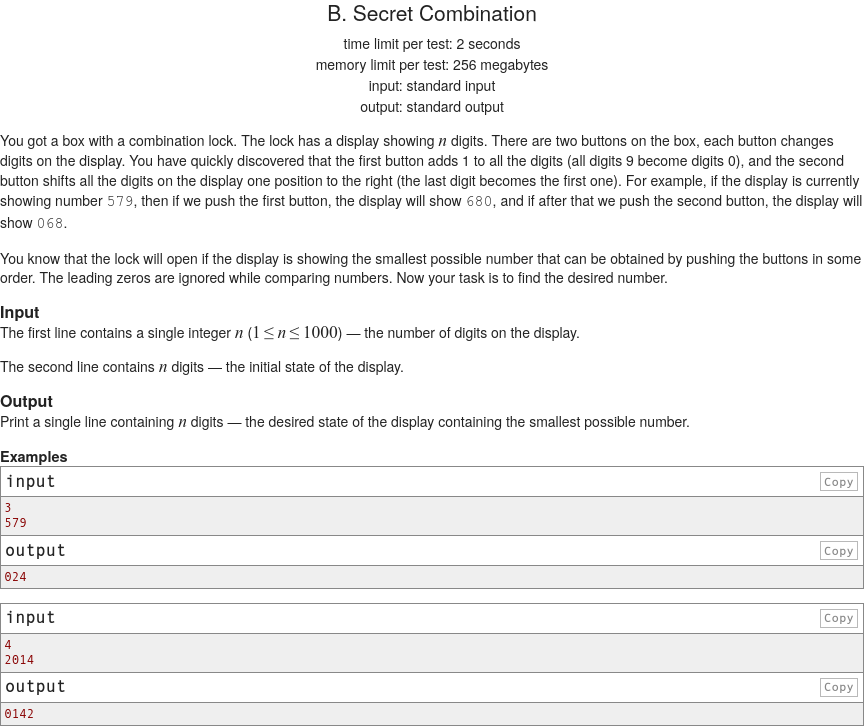 B. Secret Combination
time limit per test: 2 seconds
memory limit per test: 256 megabytes
input: standard input
output: standard output
You got a box with a combination lock. The lock has a display showing n digits. There are two buttons on the box, each button changes
digits on the display. You have quickly discovered that the first button adds 1 to all the digits (all digits 9 become digits 0), and the second
button shifts all the digits on the display one position to the right (the last digit becomes the first one). For example, if the display is currently
showing number 579, then if we push the first button, the display will show 680, and if after that we push the second button, the display will
show 068.
You know that the lock will open if the display is showing the smallest possible number that can be obtained by pushing the buttons in some
order. The leading zeros are ignored while comparing numbers. Now your task is to find the desired number.
Input
The first line contains a single integer n (1 ≤ n ≤ 1000) — the number of digits on the display.
The second line contains n digits — the initial state of the display.
Output
Print a single line containing n digits — the desired state of the display containing the smallest possible number.
Examples
input Copy
3
579
output Copy
024
input Copy
4
2014
output Copy
0142